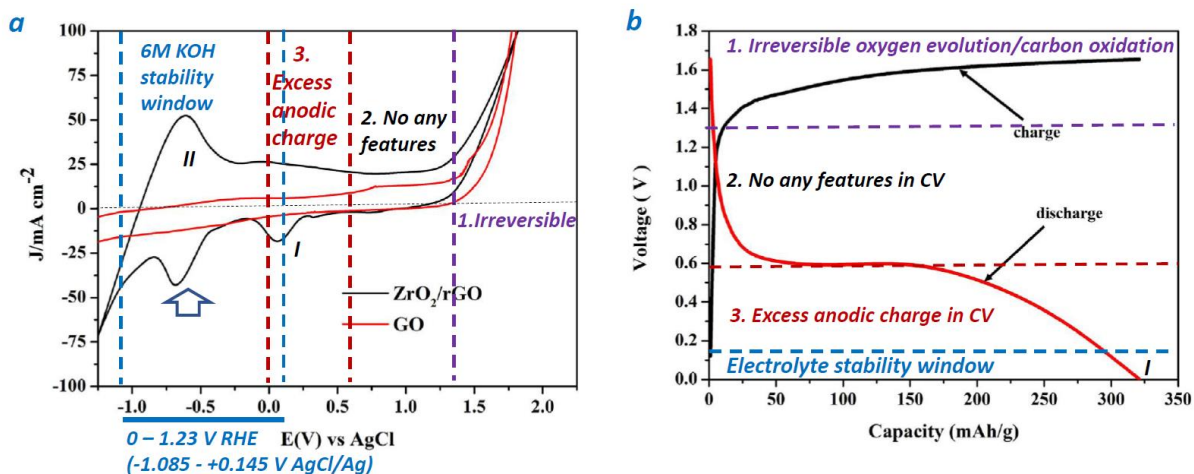 a
100
75
50
25
0
-25
-50
-75
-100
J/mA cm⁻²
6M KOH
stability
window
3.
Excess
anodic
charge
2. No any
features
II
I
1.Irreversible
ZrO₂/rGO
GO
-1.0 -0.5 0.0 0.5 1.0 1.5 2.0
0 – 1.23 V RHE
E(V) vs AgCl
(-1.085 - +0.145 V AgCl/Ag)
b
1.8
1.6
1.4
1.2
1.0
0.8
0.6
0.4
0.2
0.0
Voltage ( V )
1. Irreversible oxygen evolution/carbon oxidation
charge
2. No any features in CV
discharge
3. Excess anodic charge in CV
Electrolyte stability window
I
0 50 100 150 200 250 300 350
Capacity (mAh/g)